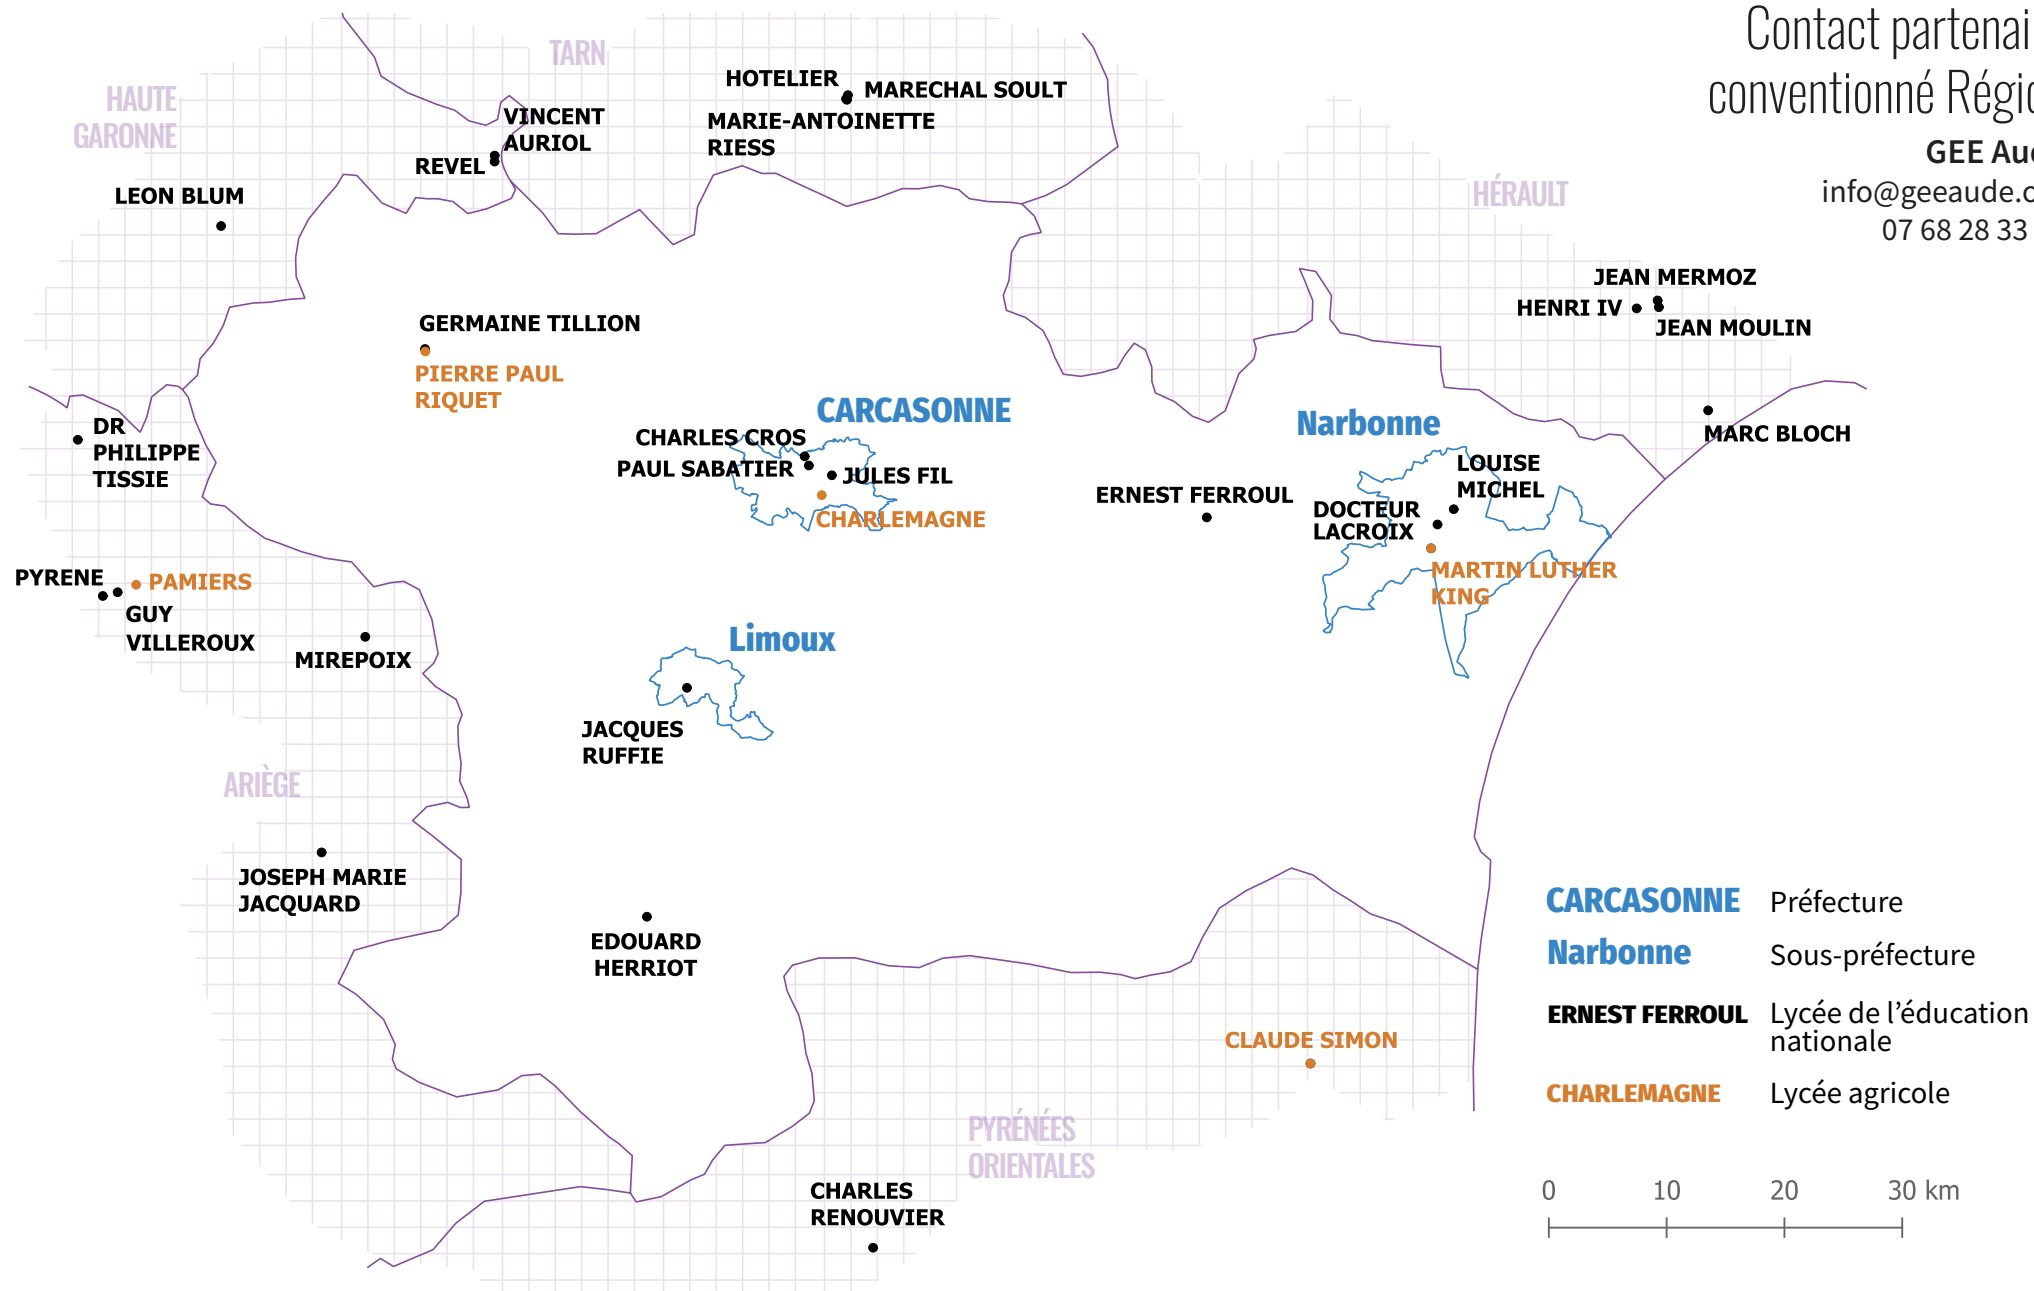 Contact partenai
conventionné Régio
GEE Aud
info@geeaude.o
07 68 28 33
TARN
HAUTE
GARONNE
HÉRAULT
ARIÈGE
PYRÉNÉES
ORIENTALES
HOTELIER
MARECHAL SOULT
MARIE-ANTOINETTE
RIESS
VINCENT
AURIOL
REVEL
LEON BLUM
JEAN MERMOZ
HENRI IV
JEAN MOULIN
GERMAINE TILLION
PIERRE PAUL
RIQUET
CARCASONNE
CHARLES CROS
PAUL SABATIER
JULES FIL
CHARLEMAGNE
Narbonne
MARC BLOCH
LOUISE
MICHEL
ERNEST FERROUL
DOCTEUR
LACROIX
MARTIN LUTHER
KING
DR
PHILIPPE
TISSIE
PYRENE
PAMIERS
GUY
VILLEROUX
MIREPOIX
Limoux
JACQUES
RUFFIE
JOSEPH MARIE
JACQUARD
EDOUARD
HERRIOT
CLAUDE SIMON
CHARLES
RENOUVIER
CARCASONNE Préfecture
Narbonne Sous-préfecture
ERNEST FERROUL Lycée de l’éducation
nationale
CHARLEMAGNE Lycée agricole
0 10 20 30 km